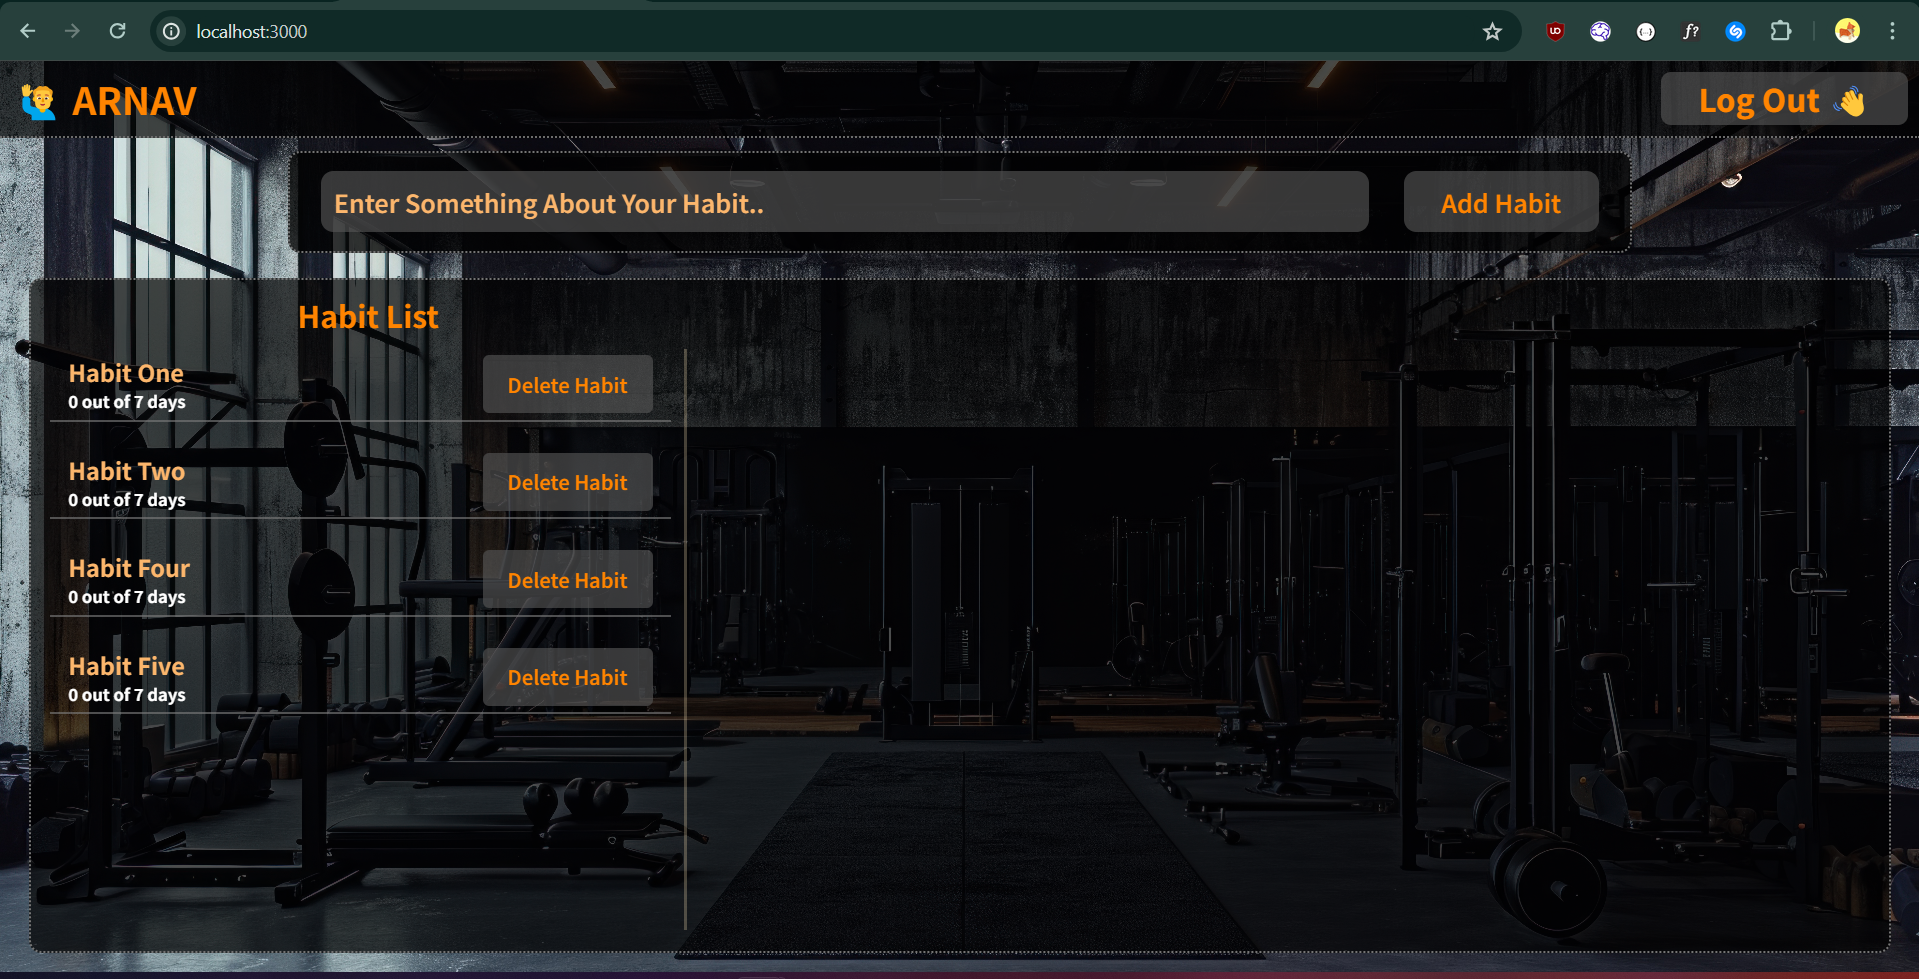 localhost:3000
ARNAV
Log Out
Enter Something About Your Habit..
Add Habit
Habit List
Habit One
0 out of 7 days
Delete Habit
Habit Two
0 out of 7 days
Delete Habit
Habit Four
0 out of 7 days
Delete Habit
Habit Five
0 out of 7 days
Delete Habit